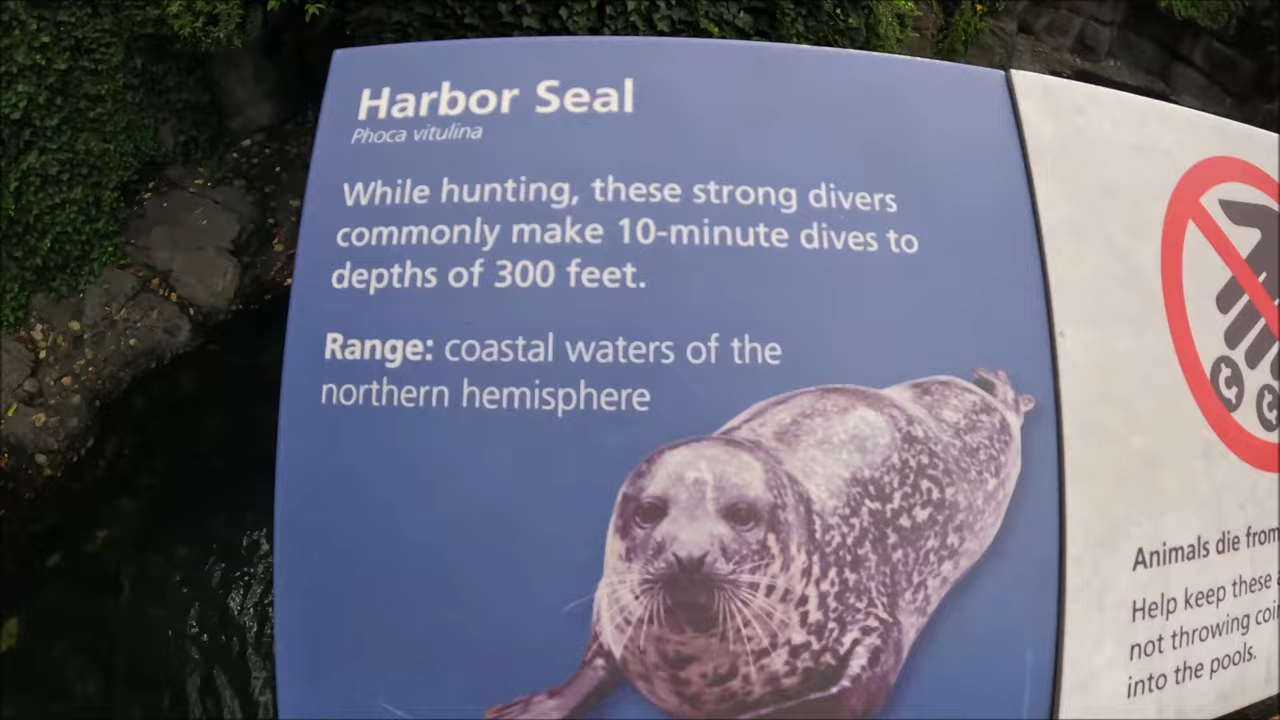 Harbor Seal
Phoca vitulina
While hunting, these strong divers
commonly make 10-minute dives to
depths of 300 feet.
Range: coastal waters of the
northern hemisphere
Animals die from
Help keep these
not throwing coi
into the pools.